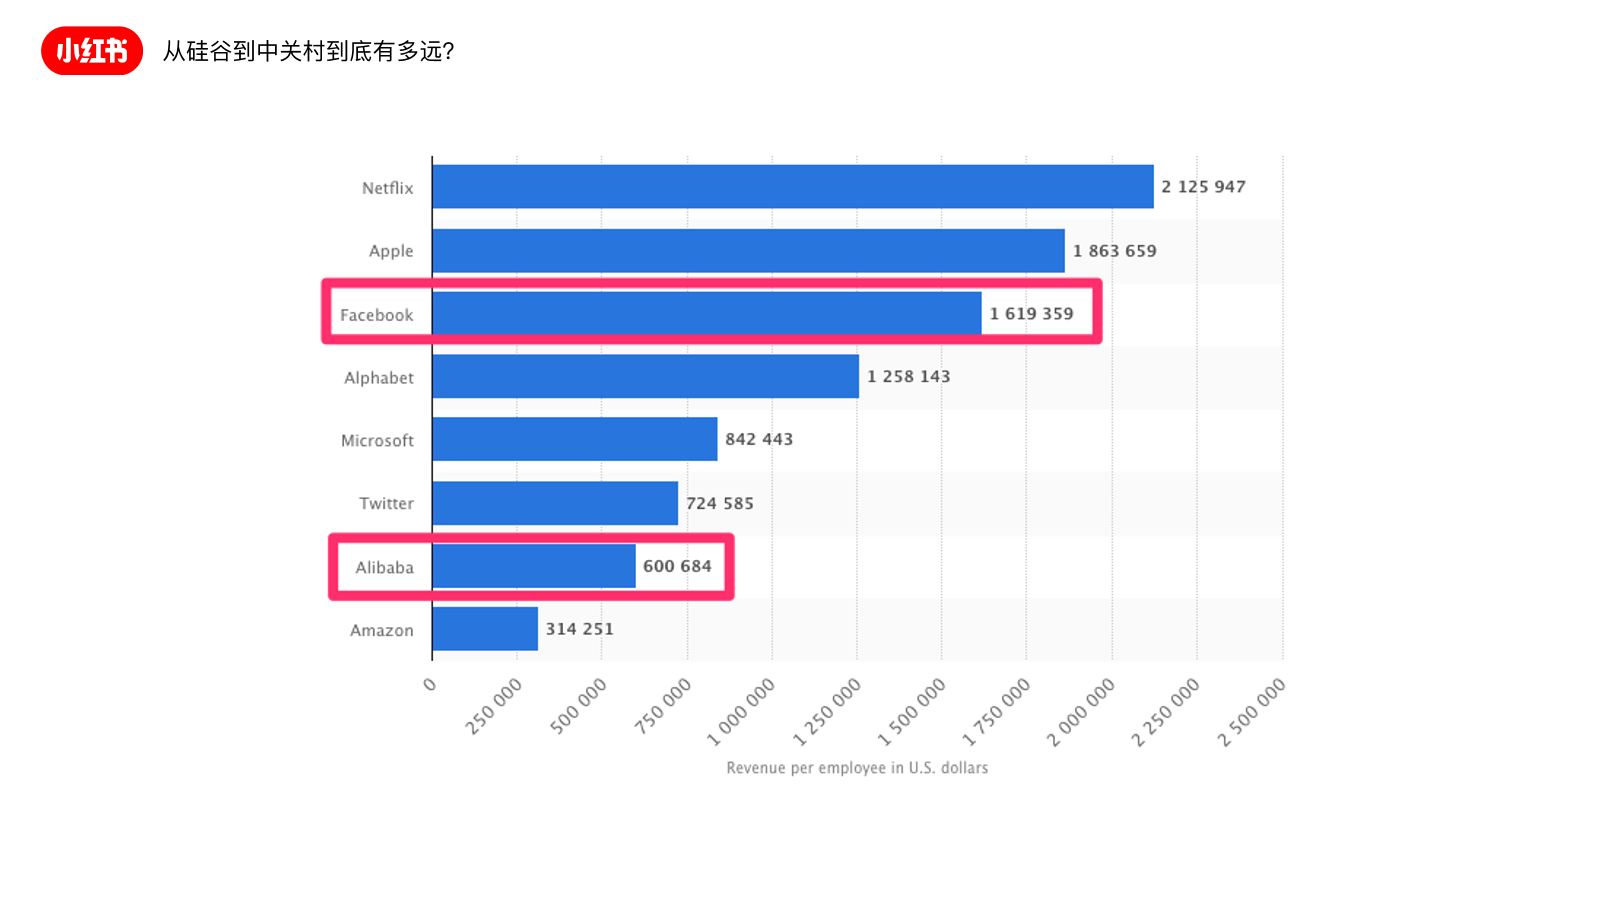 小红书 从硅谷到中关村到底有多远?
Netflix 2 125 947
Apple 1 863 659
Facebook 1 619 359
Alphabet 1 258 143
Microsoft 842 443
Twitter 724 585
Alibaba 600 684
Amazon 314 251
0 250 000 500 000 750 000 1 000 000 1 250 000 1 500 000 1 750 000 2 000 000 2 250 000 2 500 000
Revenue per employee in U.S. dollars